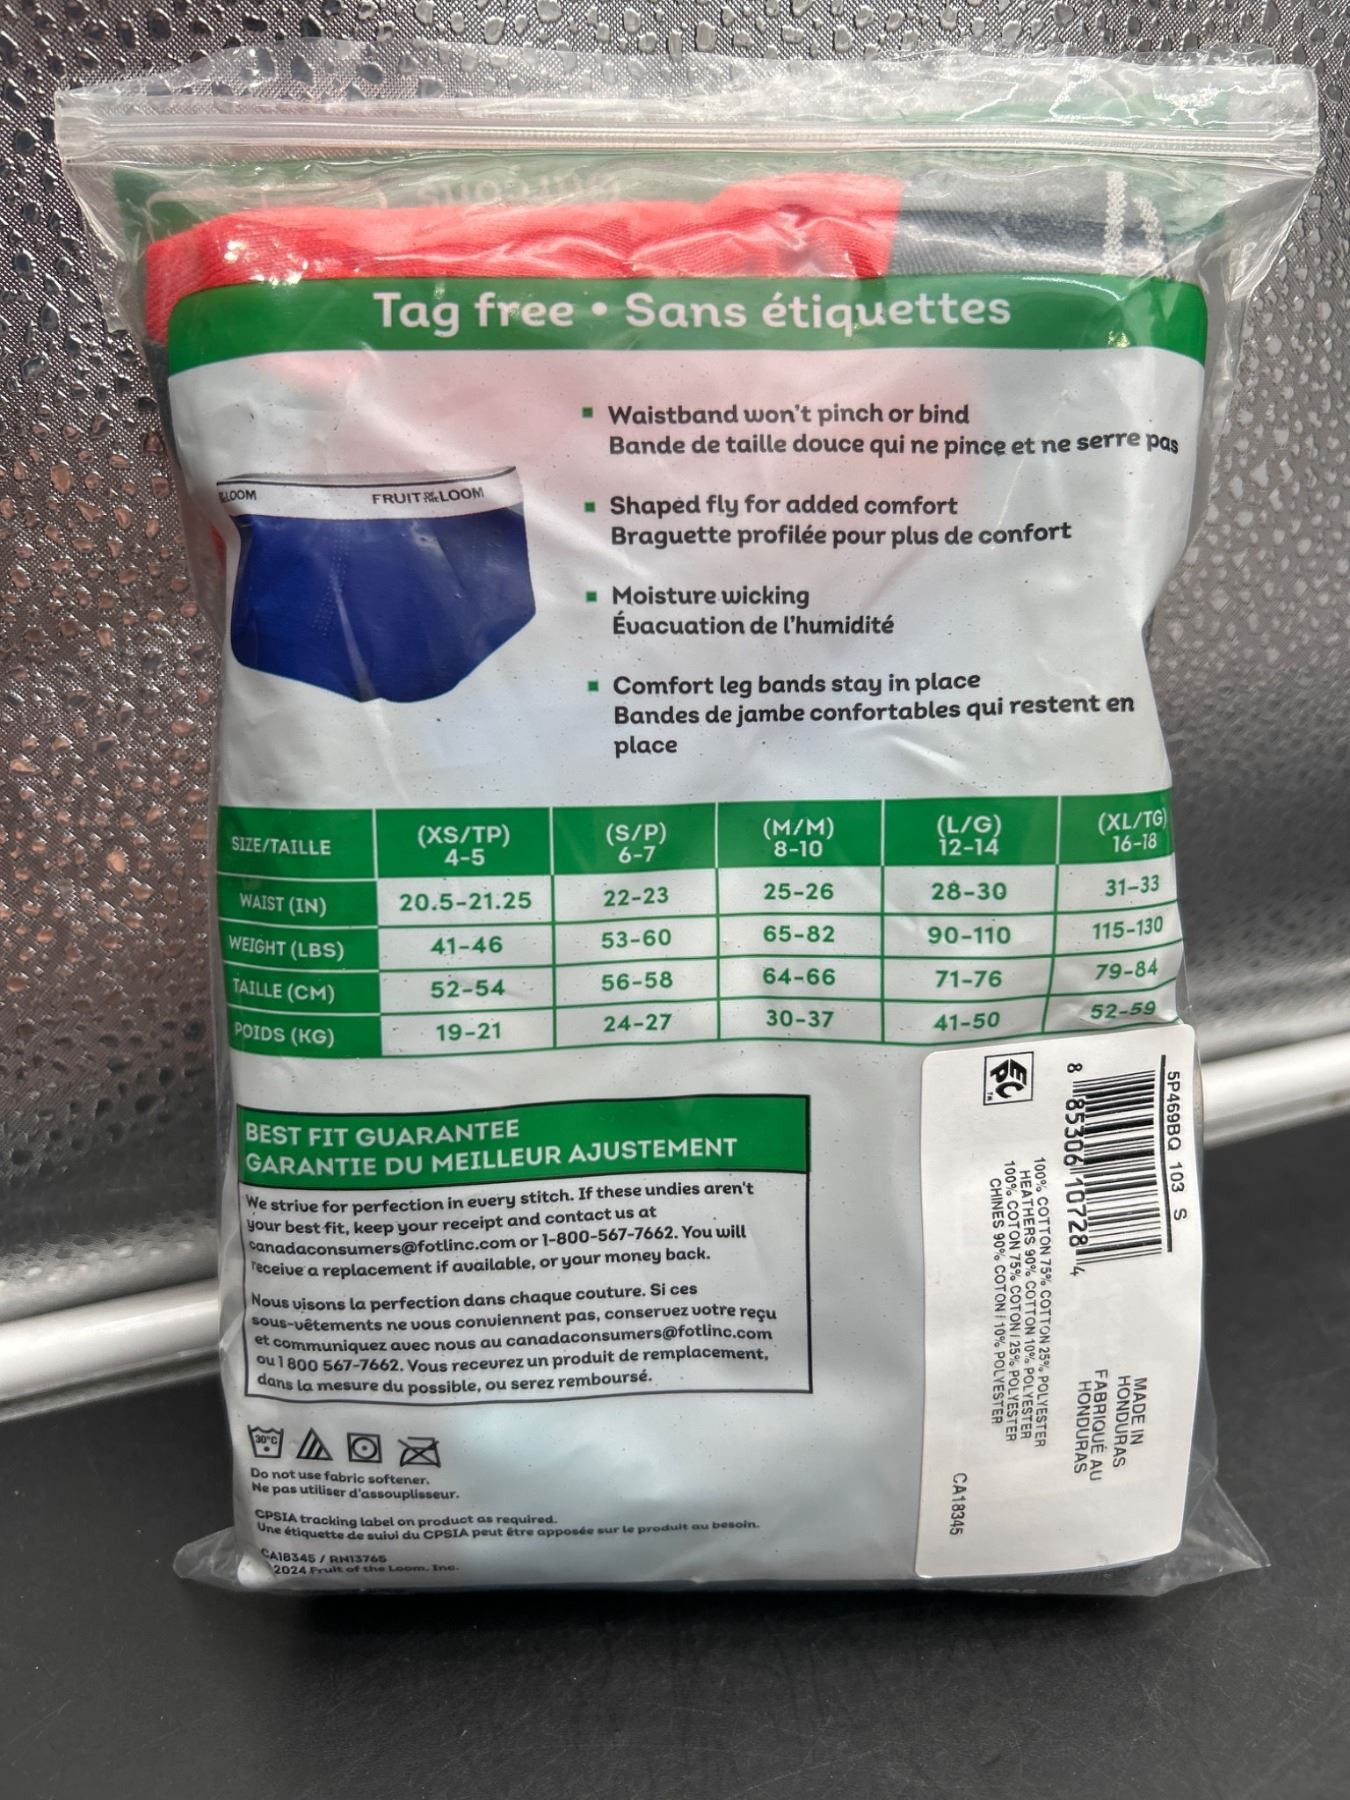 Tag free • Sans étiquettes
Waistband won't pinch or bind
Bande de taille douce qui ne pince et ne serre pas
LOOM FRUIT OF THE LOOM
Shaped fly for added comfort
Braguette profilée pour plus de confort
Moisture wicking
Évacuation de l'humidité
Comfort leg bands stay in place
Bandes de jambe confortables qui restent en
place
SIZE/TAILLE (XS/TP) 4-5 (S/P) 6-7 (M/M) 8-10 (L/G) 12-14 (XL/TG) 16-18
WAIST (IN) 20.5-21.25 22-23 25-26 28-30 31-33
WEIGHT (LBS) 41-46 53-60 65-82 90-110 115-130
TAILLE (CM) 52-54 56-58 64-66 71-76 79-84
POIDS (KG) 19-21 24-27 30-37 41-50 52-59
BEST FIT GUARANTEE
GARANTIE DU MEILLEUR AJUSTEMENT
We strive for perfection in every stitch. If these undies aren't
your best fit, keep your receipt and contact us at
canadaconsumers@fotlinc.com or 1-800-567-7662. You will
receive a replacement if available, or your money back.
Nous visons la perfection dans chaque couture. Si ces
sous-vêtements ne vous conviennent pas, conservez votre reçu
et communiquez avec nous au canadaconsumers@fotlinc.com
ou 1 800 567-7662. Vous recevrez un produit de remplacement,
dans la mesure du possible, ou serez remboursé.
30°C
Do not use fabric softener.
Ne pas utiliser d'assouplisseur.
CPSIA tracking label on product as required.
Une étiquette de suivi du CPSIA peut être apposée sur le produit au besoin.
CA18345 / RN13765
2024 Fruit of the Loom, Inc.
5P469BQ 103 S
8 85306 10728 4
EPC TM
100% COTTON 75% COTTON 25% POLYESTER
HEATHERS 90% COTTON 10% POLYESTER
100% COTON 75% COTON / 25% POLYESTER
CHINES 90% COTON / 10% POLYESTER
MADE IN
HONDURAS
FABRIQUÉ AU
HONDURAS
CA18345